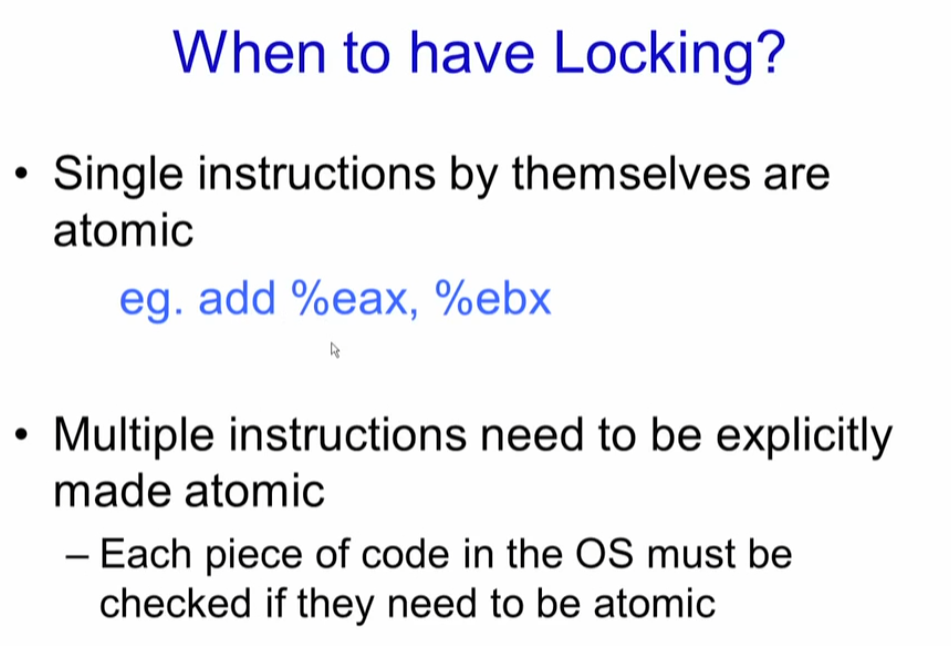 When to have Locking?
• Single instructions by themselves are
atomic
eg. add %eax, %ebx
• Multiple instructions need to be explicitly
made atomic
– Each piece of code in the OS must be
checked if they need to be atomic